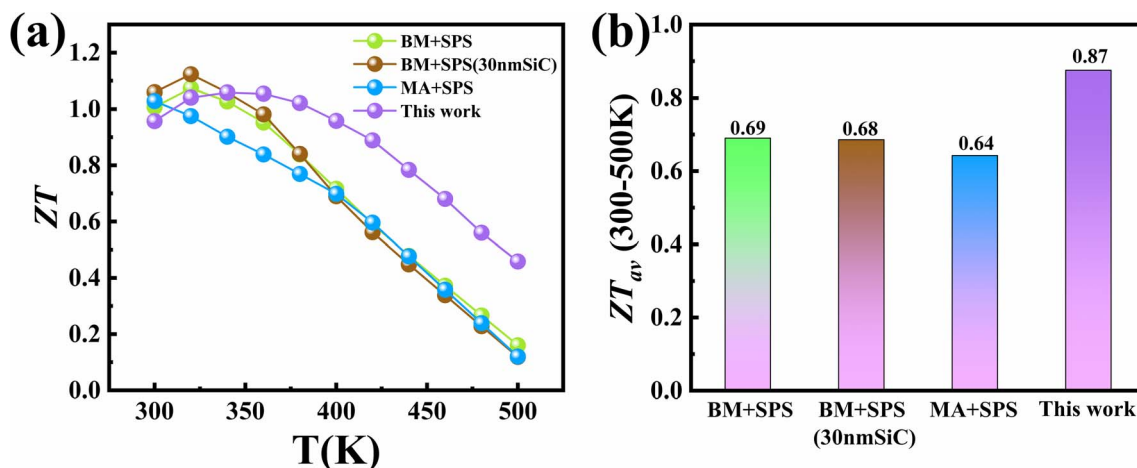 (a)
BM+SPS
BM+SPS(30nmSiC)
MA+SPS
This work
1.2
1.0
0.8
0.6
0.4
0.2
0.0
ZT
300
350
400
450
500
T(K)
(b)
1.0
0.8
0.6
0.4
0.2
0.0
ZTav (300-500K)
0.69
0.68
0.64
0.87
BM+SPS
BM+SPS
(30nmSiC)
MA+SPS
This work